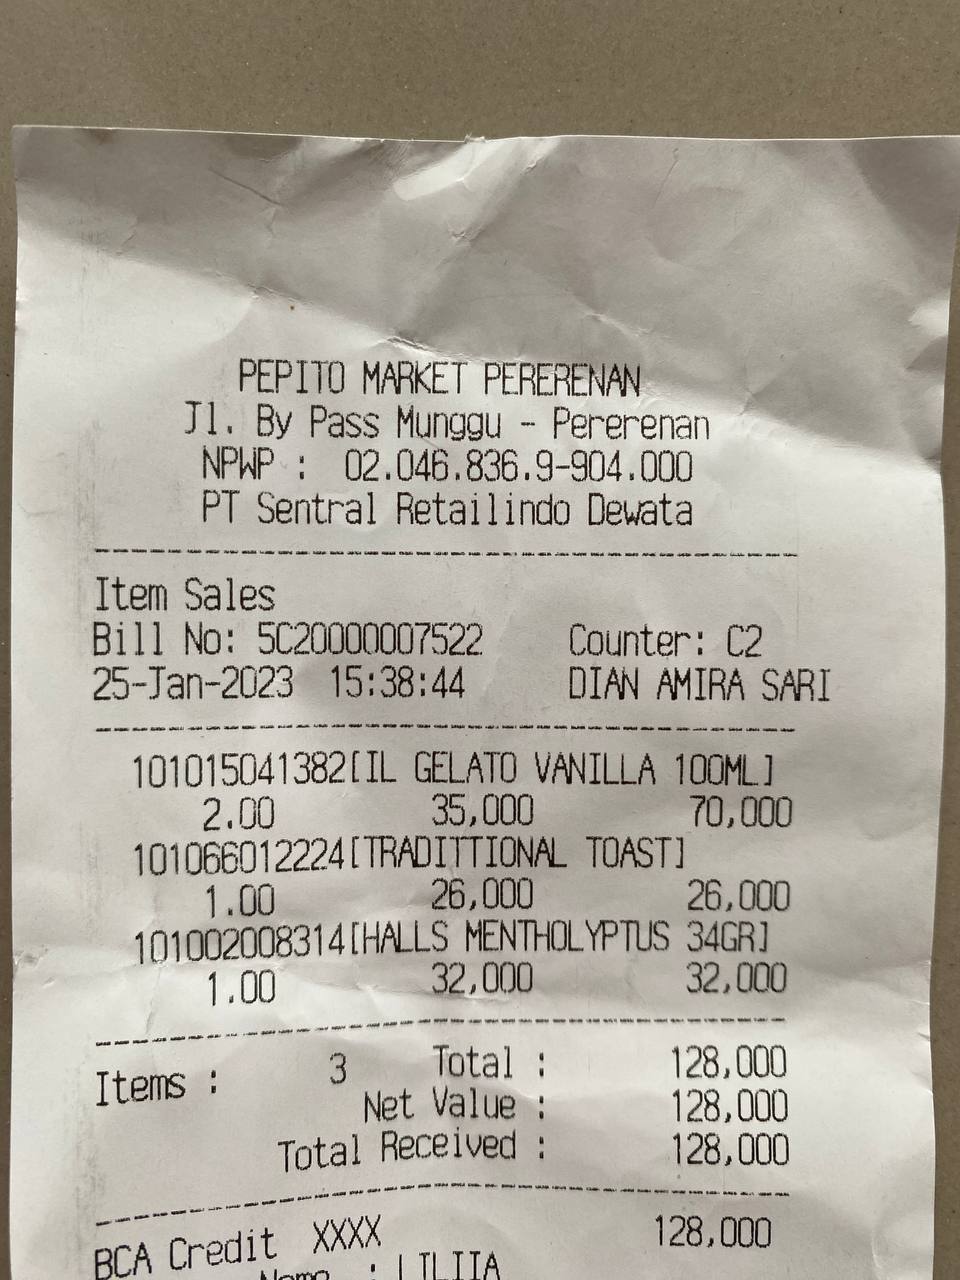 PEPITO MARKET PERERENAN
Jl. By Pass Munggu - Pererenan
NPWP : 02.046.836.9-904.000
PT Sentral Retailindo Dewata
Item Sales
Bill No: 5C20000007522 Counter: C2
25-Jan-2023 15:38:44 DIAN AMIRA SARI
101015041382[IL GELATO VANILLA 100ML]
2.00 35,000 70,000
101066012224[TRADITTIONAL TOAST]
1.00 26,000 26,000
101002008314[HALLS MENTHOLYPTUS 34GR]
1.00 32,000 32,000
Items : 3 Total : 128,000
Net Value : 128,000
Total Received : 128,000
BCA Credit XXXX 128,000
Name : LILIIA